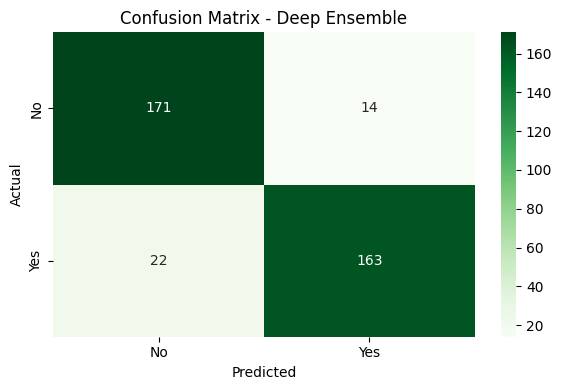 Confusion Matrix - Deep Ensemble
No
171
14
Yes
22
163
Actual
No
Yes
Predicted
160
140
120
100
80
60
40
20